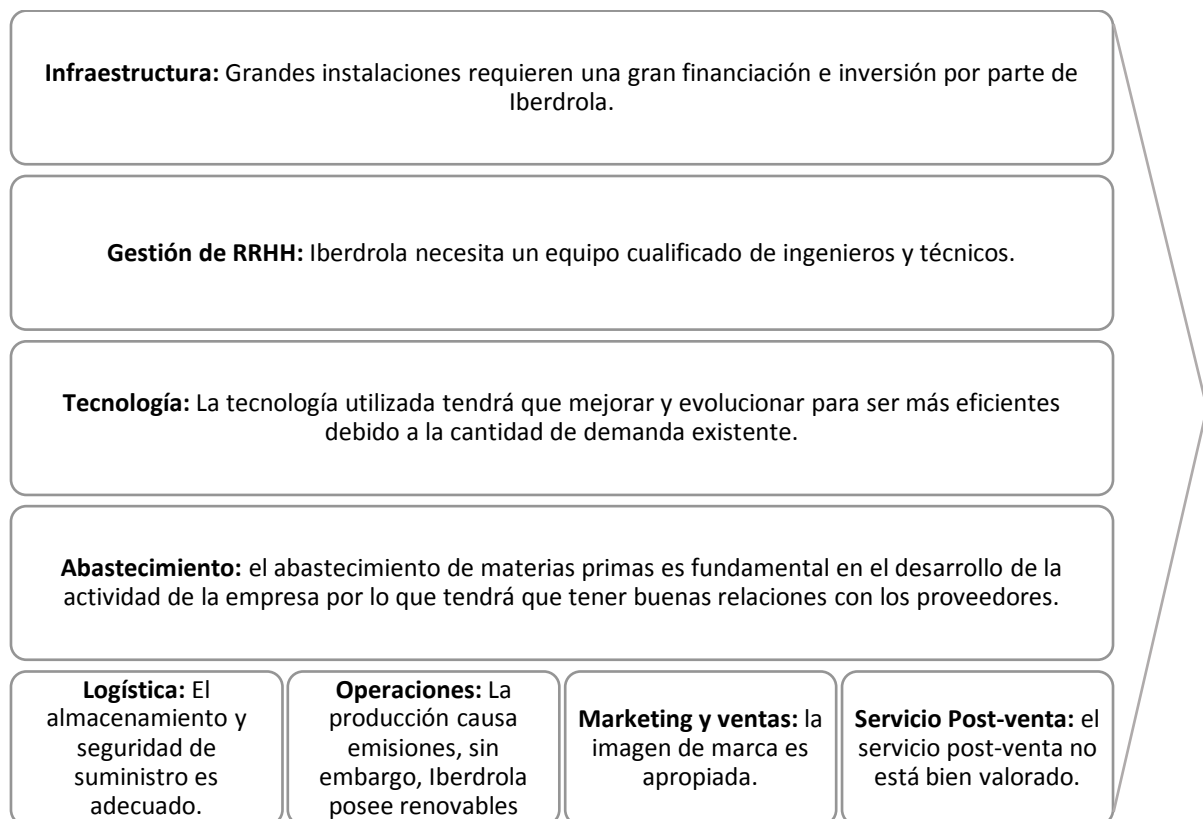 Infraestructura: Grandes instalaciones requieren una gran financiación e inversión por parte de
Iberdrola.
Gestión de RRHH: Iberdrola necesita un equipo cualificado de ingenieros y técnicos.
Tecnología: La tecnología utilizada tendrá que mejorar y evolucionar para ser más eficientes
debido a la cantidad de demanda existente.
Abastecimiento: el abastecimiento de materias primas es fundamental en el desarrollo de la
actividad de la empresa por lo que tendrá que tener buenas relaciones con los proveedores.
Logística: El
almacenamiento y
seguridad de
suministro es
adecuado.
Operaciones: La
producción causa
emisiones, sin
embargo, Iberdrola
posee renovables
Marketing y ventas: la
imagen de marca es
apropiada.
Servicio Post-venta: el
servicio post-venta no
está bien valorado.